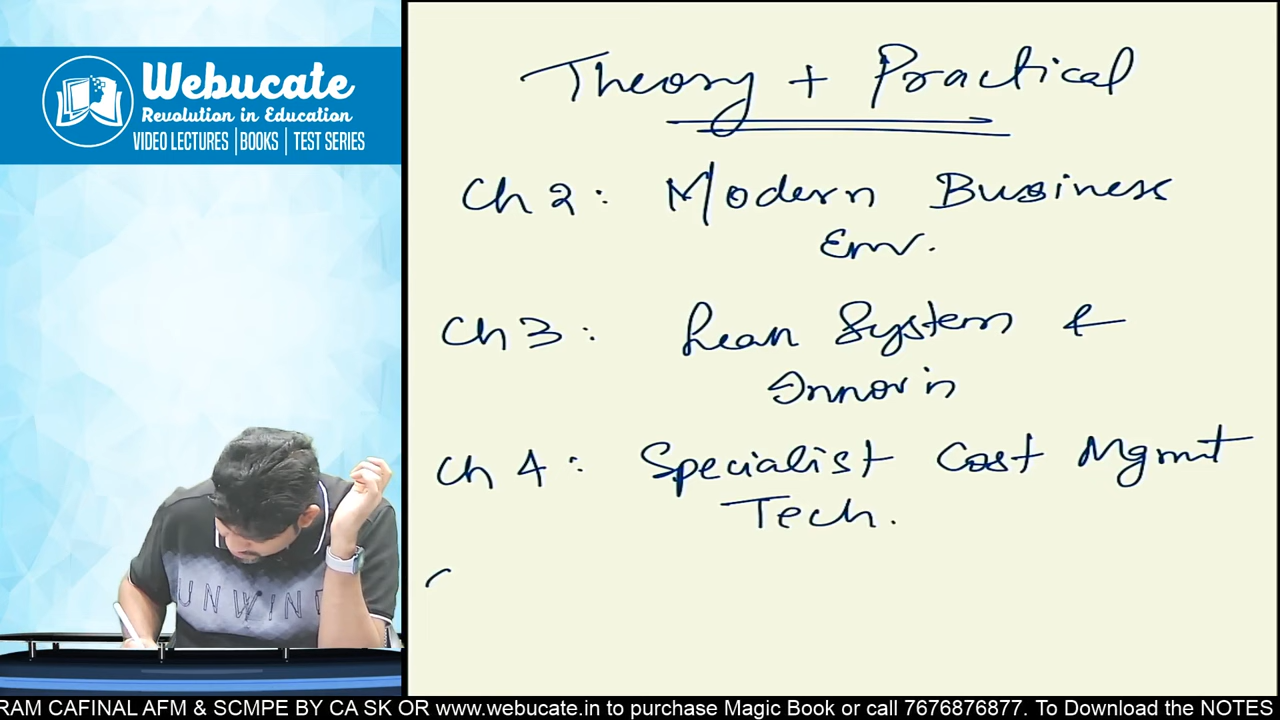 Webucate
Revolution in Education
VIDEO LECTURES | BOOKS | TEST SERIES
Theory + Practical
Ch 2 : Modern Business
Env.
Ch 3 : Lean System &
Innov'n
Ch 4 : Specialist Cost Mgmt
Tech.
UNWIND
RAM CAFINAL AFM & SCMPE BY CA SK OR www.webucate.in to purchase Magic Book or call 7676876877. To Download the NOTES